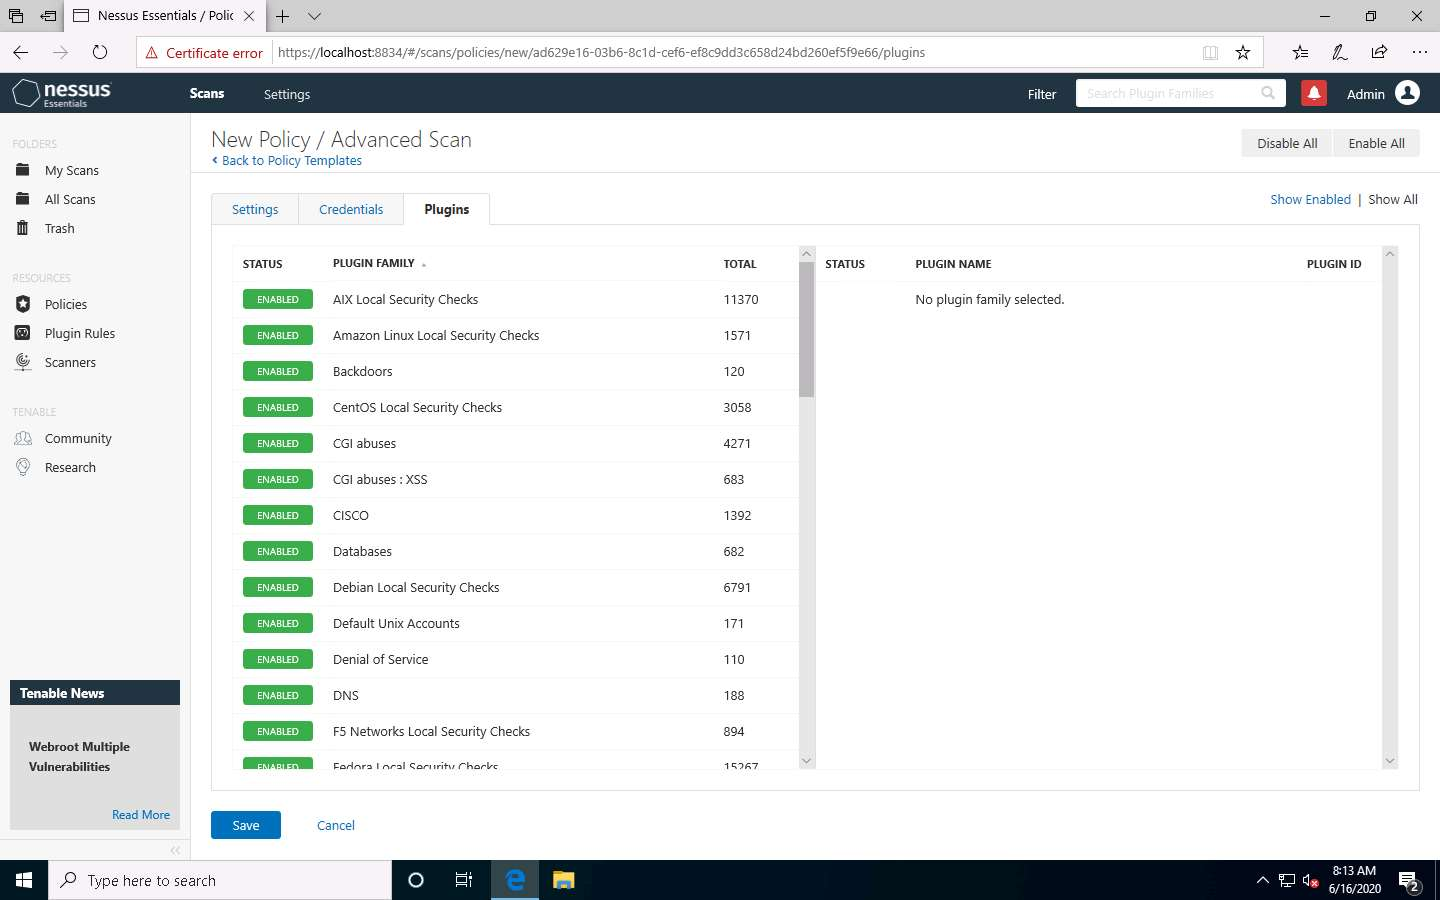 Nessus Essentials / Polic
Certificate error
https://localhost:8834/#/scans/policies/new/ad629e16-03b6-8c1d-cef6-ef8c9dd3c658d24bd260ef5f9e66/plugins
nessus
Essentials
Scans
Settings
Filter
Search Plugin Families
Admin
FOLDERS
My Scans
All Scans
Trash
RESOURCES
Policies
Plugin Rules
Scanners
TENABLE
Community
Research
Tenable News
Webroot Multiple
Vulnerabilities
Read More
New Policy / Advanced Scan
Back to Policy Templates
Disable All
Enable All
Settings
Credentials
Plugins
Show Enabled | Show All
STATUS PLUGIN FAMILY TOTAL
ENABLED AIX Local Security Checks 11370
ENABLED Amazon Linux Local Security Checks 1571
ENABLED Backdoors 120
ENABLED CentOS Local Security Checks 3058
ENABLED CGI abuses 4271
ENABLED CGI abuses : XSS 683
ENABLED CISCO 1392
ENABLED Databases 682
ENABLED Debian Local Security Checks 6791
ENABLED Default Unix Accounts 171
ENABLED Denial of Service 110
ENABLED DNS 188
ENABLED F5 Networks Local Security Checks 894
ENABLED Fedora Local Security Checks 15267
STATUS PLUGIN NAME PLUGIN ID
No plugin family selected.
Save
Cancel
Type here to search
8:13 AM
6/16/2020
2